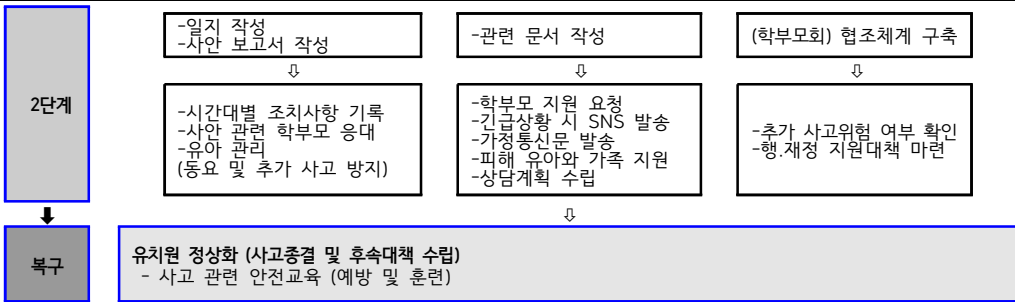 2단계
-일지 작성
-사안 보고서 작성
-관련 문서 작성
(학부모회) 협조체계 구축
⇩
⇩
⇩
-시간대별 조치사항 기록
-사안 관련 학부모 응대
-유아 관리
(동요 및 추가 사고 방지)
-학부모 지원 요청
-긴급상황 시 SNS 발송
-가정통신문 발송
-피해 유아와 가족 지원
-상담계획 수립
-추가 사고위험 여부 확인
-행.재정 지원대책 마련
⇩
복구
유치원 정상화 (사고종결 및 후속대책 수립)
- 사고 관련 안전교육 (예방 및 훈련)